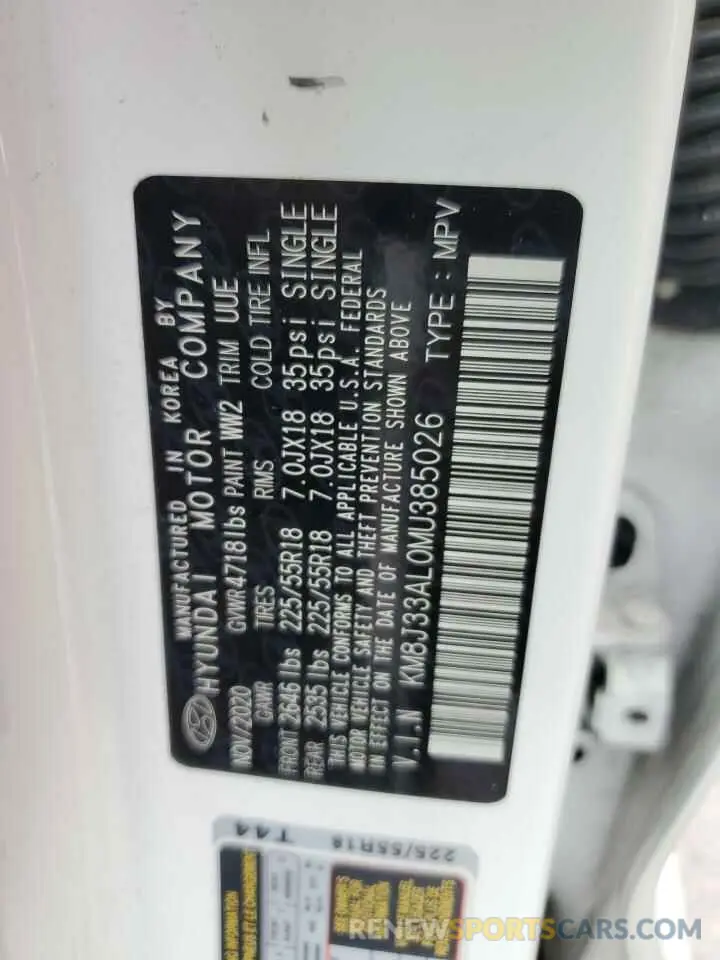 MANUFACTURED IN KOREA BY
HYUNDAI MOTOR COMPANY
NOV/2020 GVWR 4718lbs PAINT WW2 TRIM UUE
GAWR TIRES RMS COLD TIRE INFL
FRONT 2646 lbs 225/55R18 7.0JX18 35psi SINGLE
REAR 2535 lbs 225/55R18 7.0JX18 35psi SINGLE
THIS VEHICLE CONFORMS TO ALL APPLICABLE U.S.A. FEDERAL
MOTOR VEHICLE SAFETY AND THEFT PREVENTION STANDARDS
IN EFFECT ON THE DATE OF MANUFACTURE SHOWN ABOVE
V.I.N KM8J33AL0MU385026 TYPE : MPV
T44
225/55R18
RENEWSPORTSCARS.COM